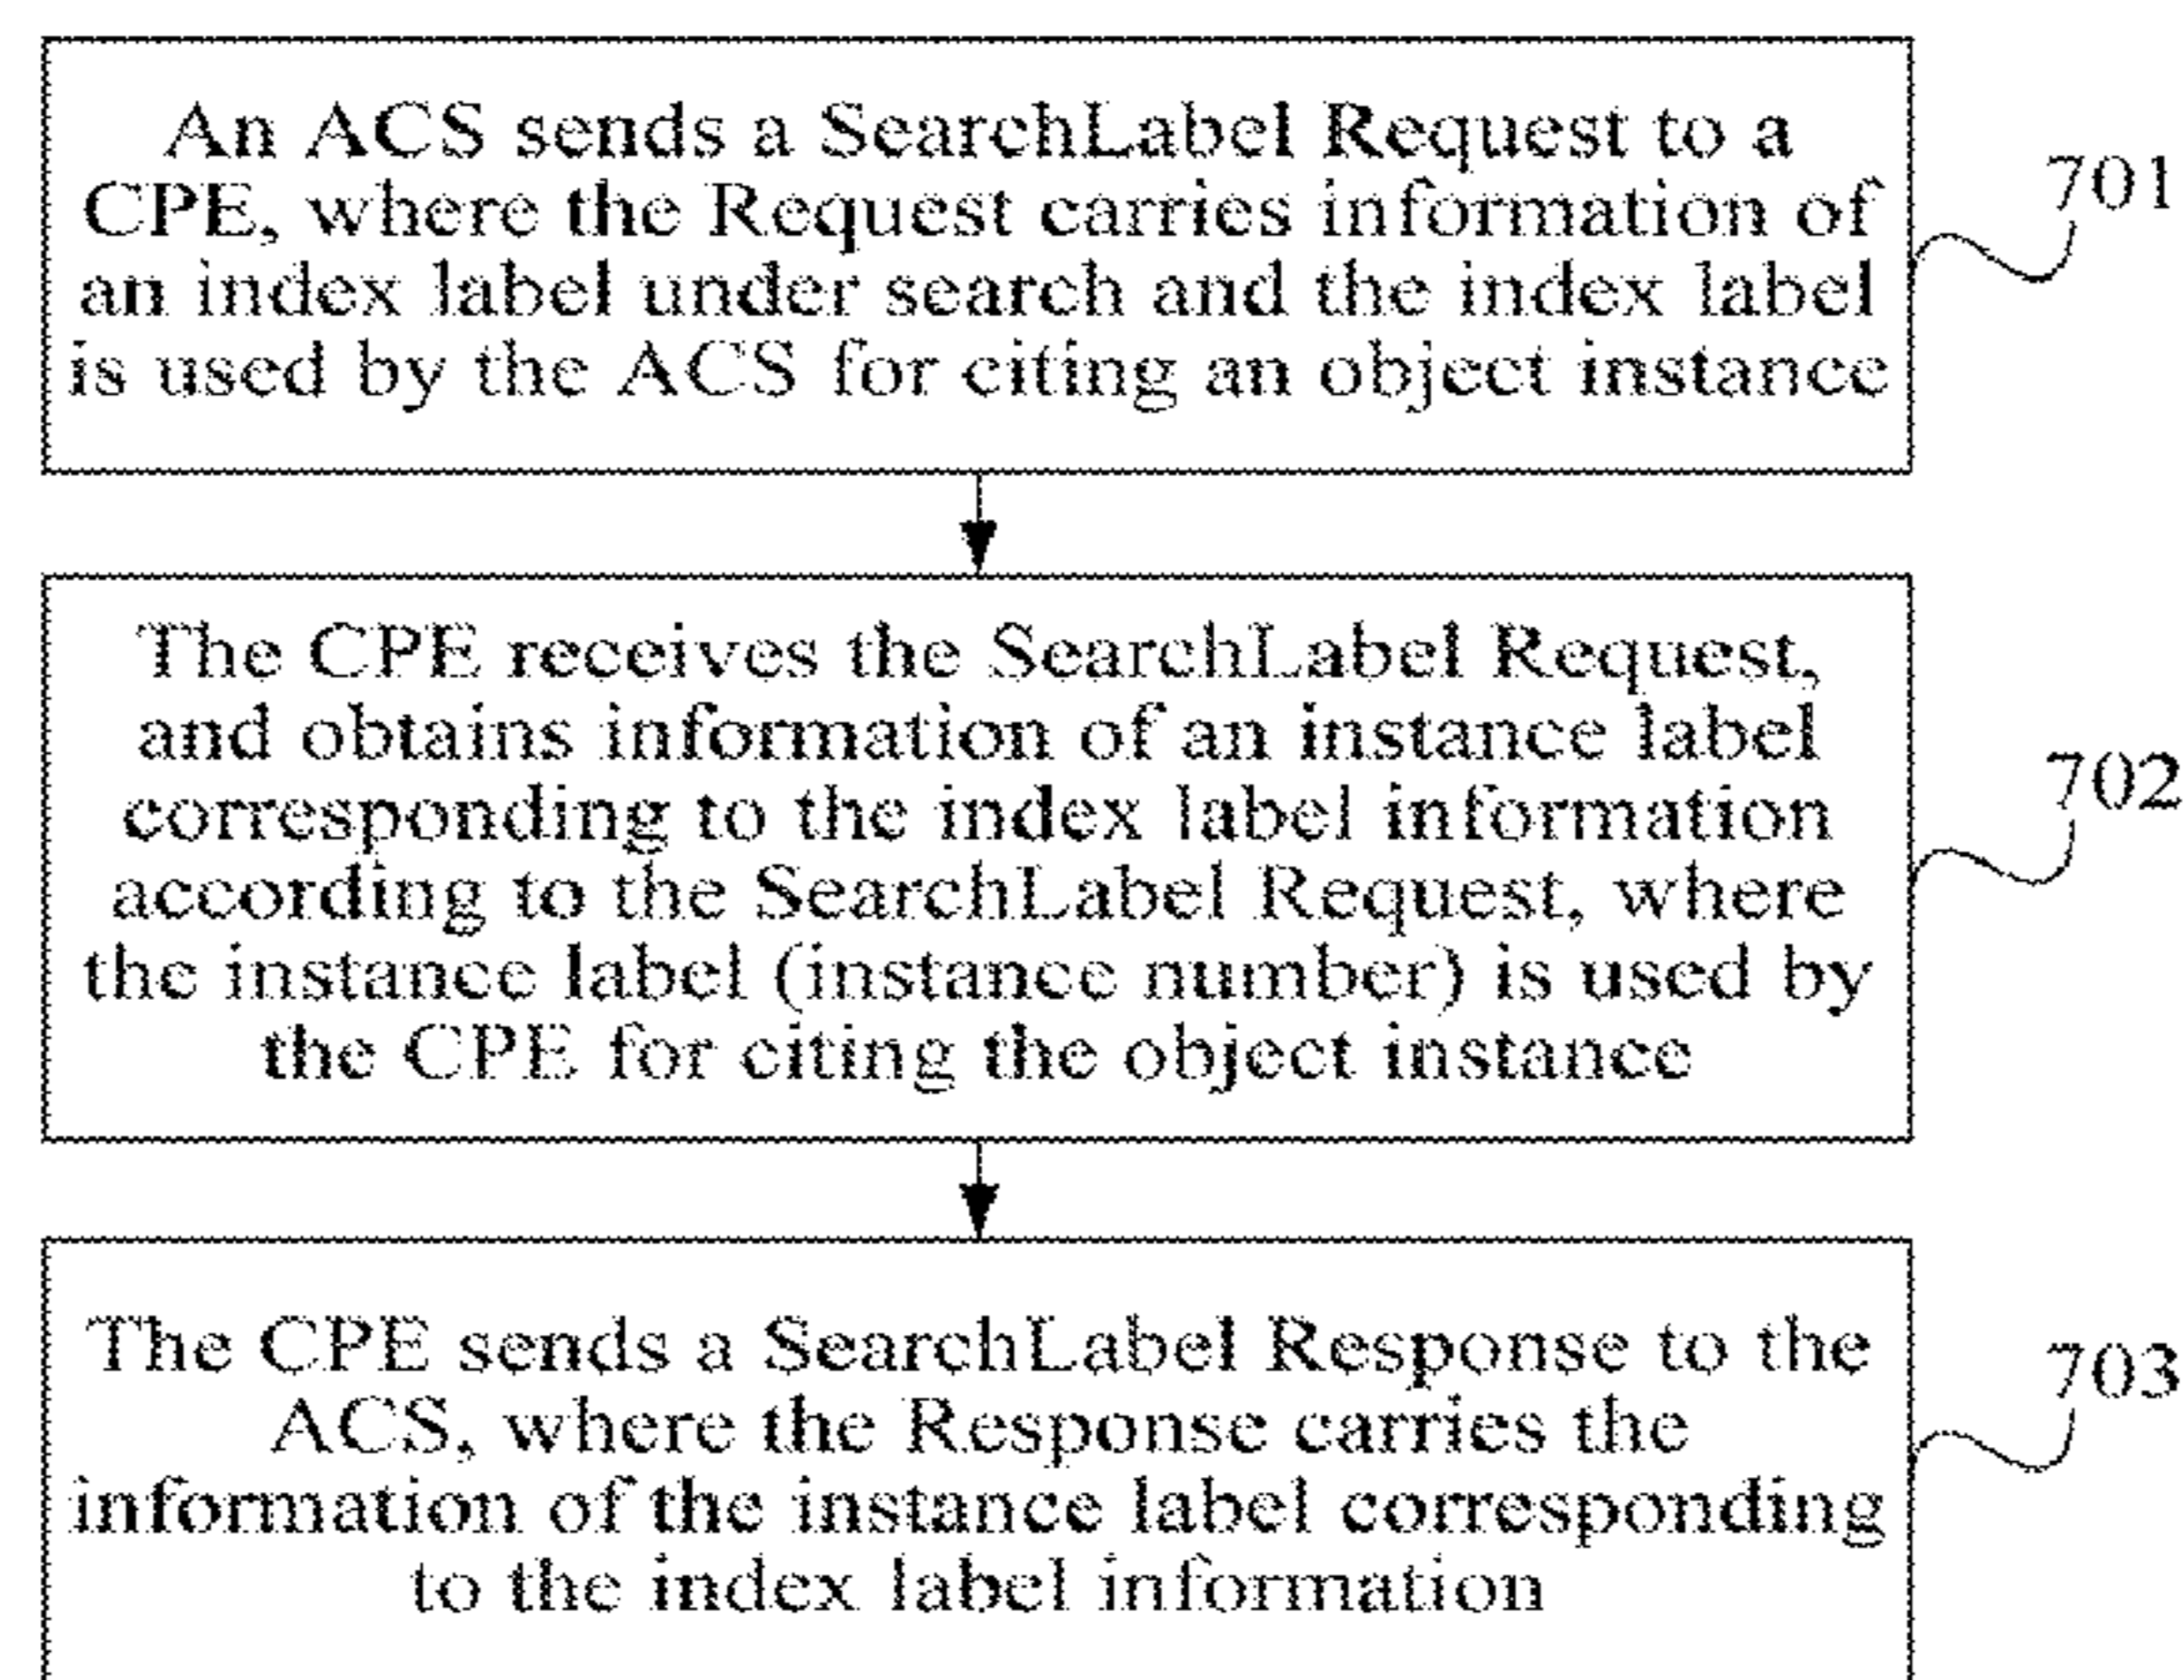 An ACS sends a SearchLabel Request to a
CPE, where the Request carries information of
an index label under search and the index label
is used by the ACS for citing an object instance
701
The CPE receives the SearchLabel Request,
and obtains information of an instance label
corresponding to the index label information
according to the SearchLabel Request, where
the instance label (instance number) is used by
the CPE for citing the object instance
702
The CPE sends a SearchLabel Response to the
ACS, where the Response carries the
information of the instance label corresponding
to the index label information
703